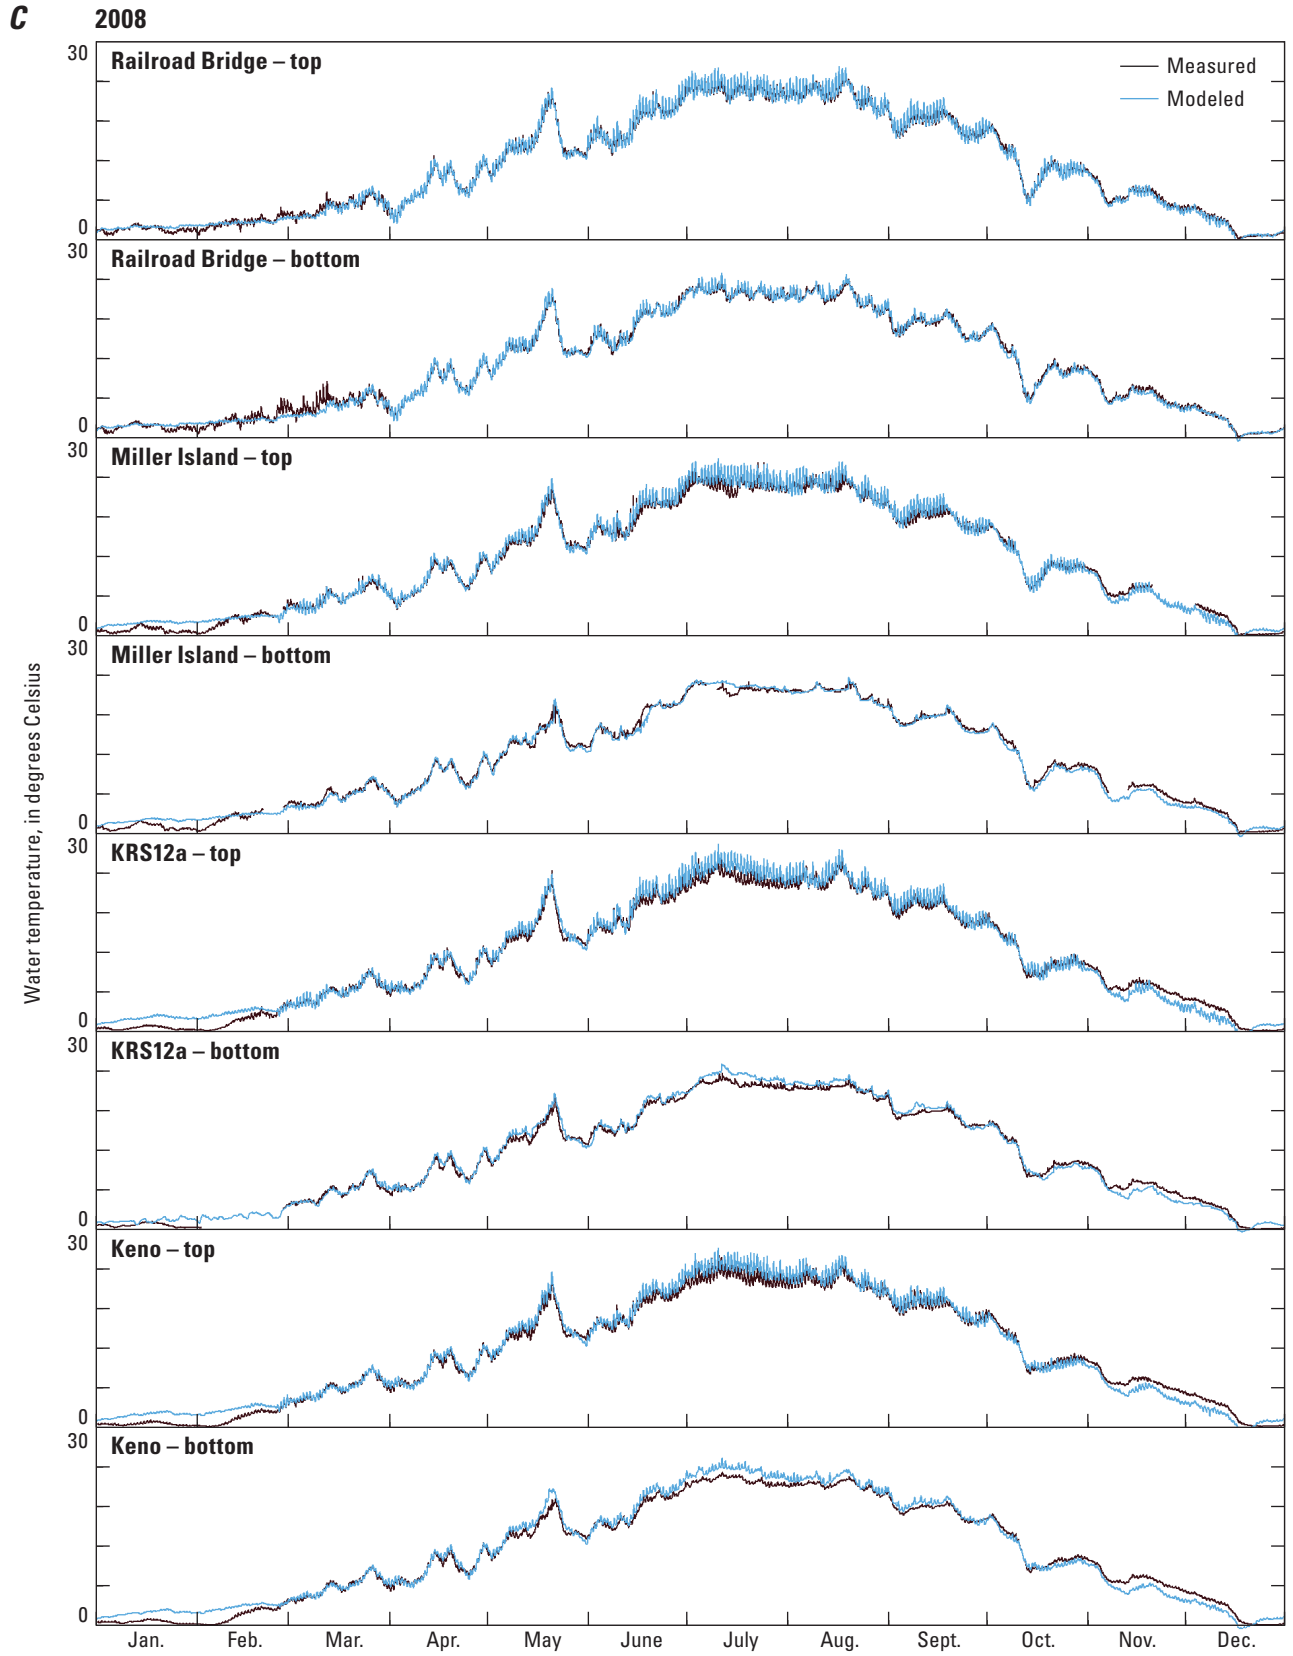 C 2008
30
Railroad Bridge – top
Measured
Modeled
0
30
Railroad Bridge – bottom
0
30
Miller Island – top
0
30
Miller Island – bottom
0
30
KRS12a – top
0
30
KRS12a – bottom
0
30
Keno – top
0
30
Keno – bottom
0
Water temperature, in degrees Celsius
Jan. Feb. Mar. Apr. May June July Aug. Sept. Oct. Nov. Dec.